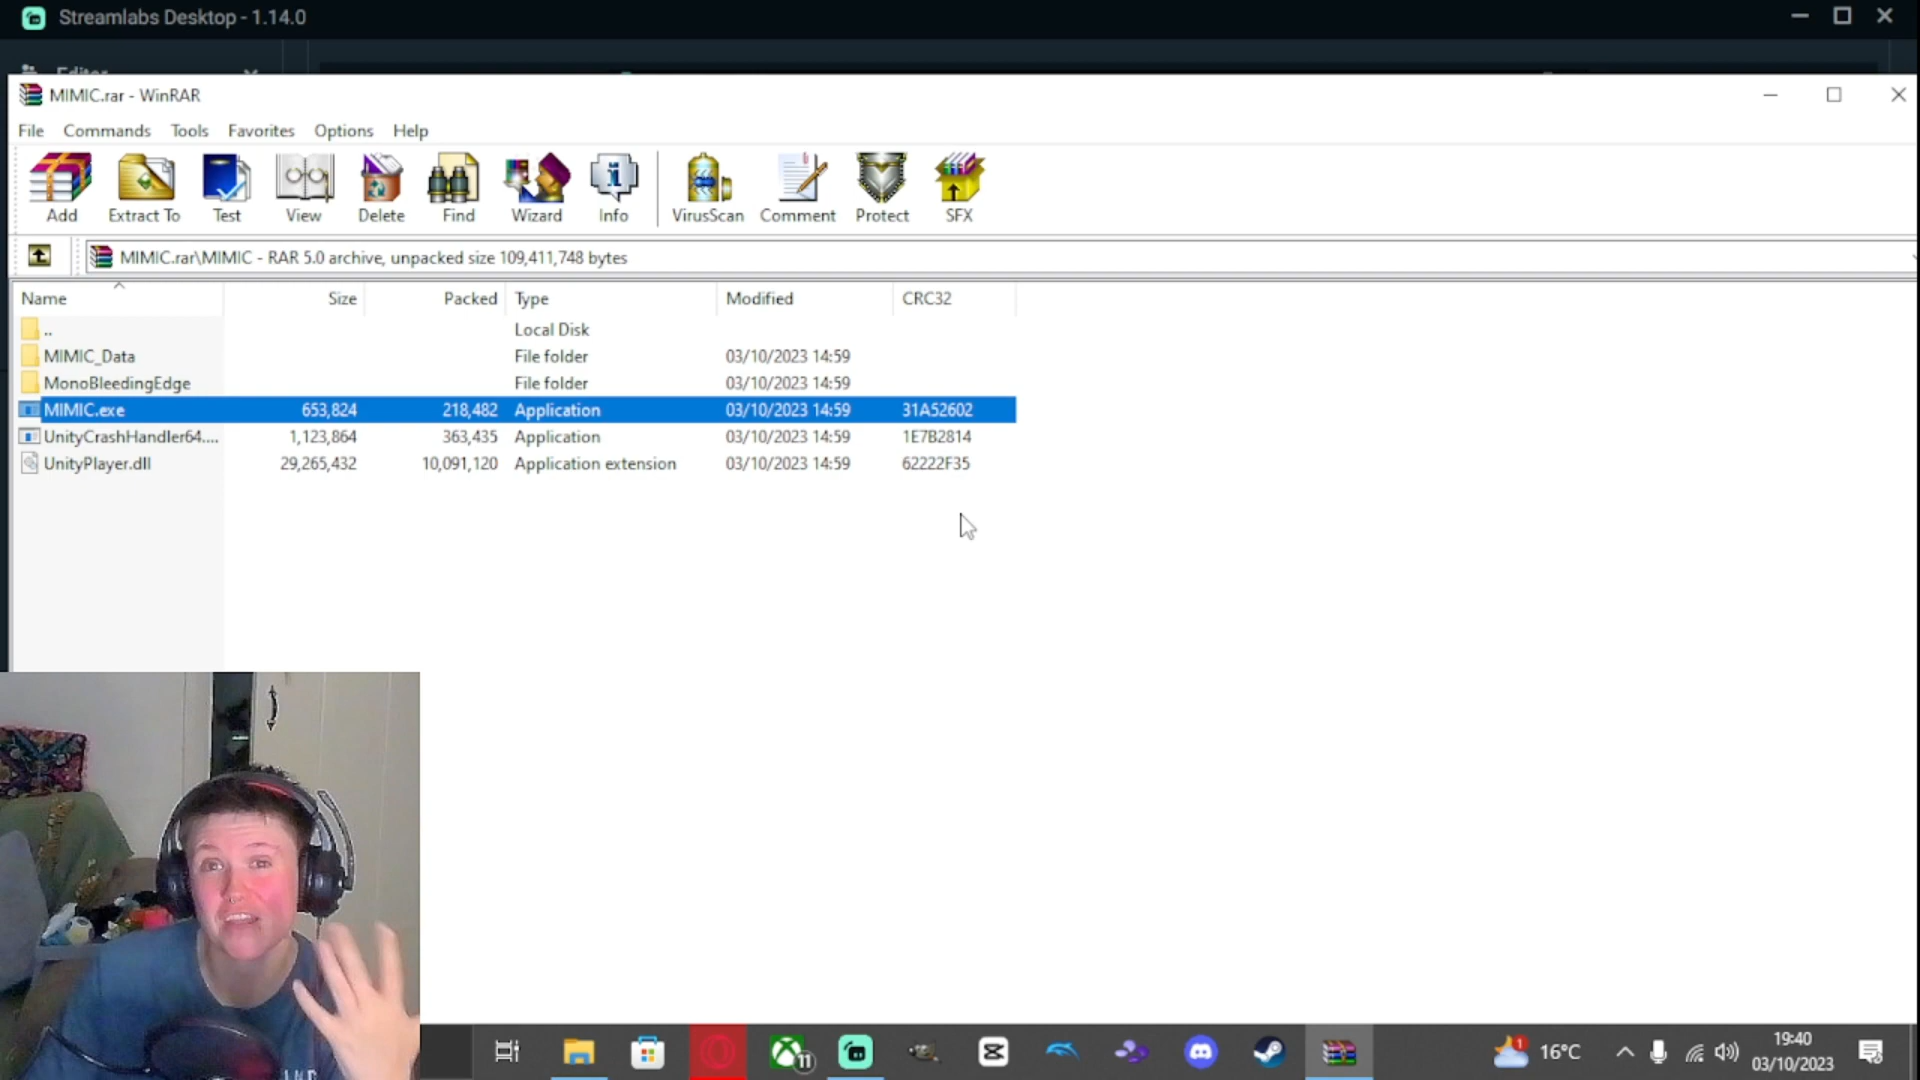 Streamlabs Desktop - 1.14.0
Editor
MIMIC.rar - WinRAR
File Commands Tools Favorites Options Help
Add Extract To Test View Delete Find Wizard Info VirusScan Comment Protect SFX
MIMIC.rar\MIMIC - RAR 5.0 archive, unpacked size 109,411,748 bytes
Name Size Packed Type Modified CRC32
.. Local Disk
MIMIC_Data File folder 03/10/2023 14:59
MonoBleedingEdge File folder 03/10/2023 14:59
MIMIC.exe 653,824 218,482 Application 03/10/2023 14:59 31A52602
UnityCrashHandler64.... 1,123,864 363,435 Application 03/10/2023 14:59 1E7B2814
UnityPlayer.dll 29,265,432 10,091,120 Application extension 03/10/2023 14:59 62222F35
11
1
16°C
19:40
03/10/2023